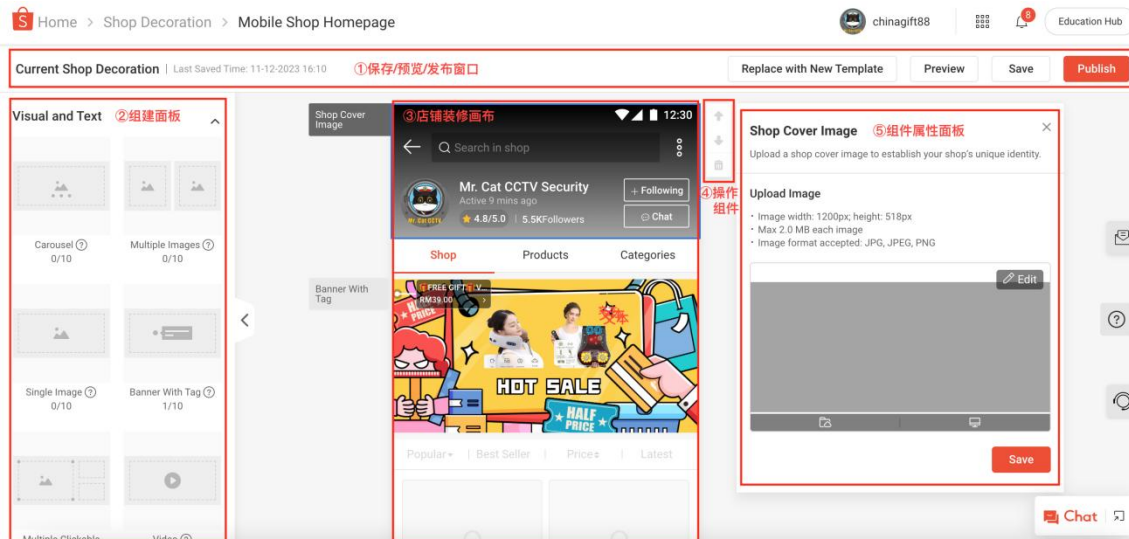 Home > Shop Decoration > Mobile Shop Homepage
chinagift88
8
Education Hub
Current Shop Decoration | Last Saved Time: 11-12-2023 16:10
①保存/预览/发布窗口
Replace with New Template
Preview
Save
Publish
Visual and Text
②组建面板
Carousel
0/10
Multiple Images
0/10
Single Image
0/10
Banner With Tag
1/10
Video
Shop Cover
Image
Banner With
Tag
③店铺装修画布
12:30
Search in shop
Mr. Cat CCTV Security
Active 9 mins ago
4.8/5.0 | 5.5KFollowers
+ Following
Chat
Shop
Products
Categories
RM39.00
HOT SALE
HALF
PRICE
Popular | Best Seller | Price | Latest
④操作
组件
Shop Cover Image
⑤组件属性面板
Upload a shop cover image to establish your shop's unique identity.
Upload Image
· Image width: 1200px; height: 518px
· Max 2.0 MB each image
· Image format accepted: JPG, JPEG, PNG
Edit
Save
Chat